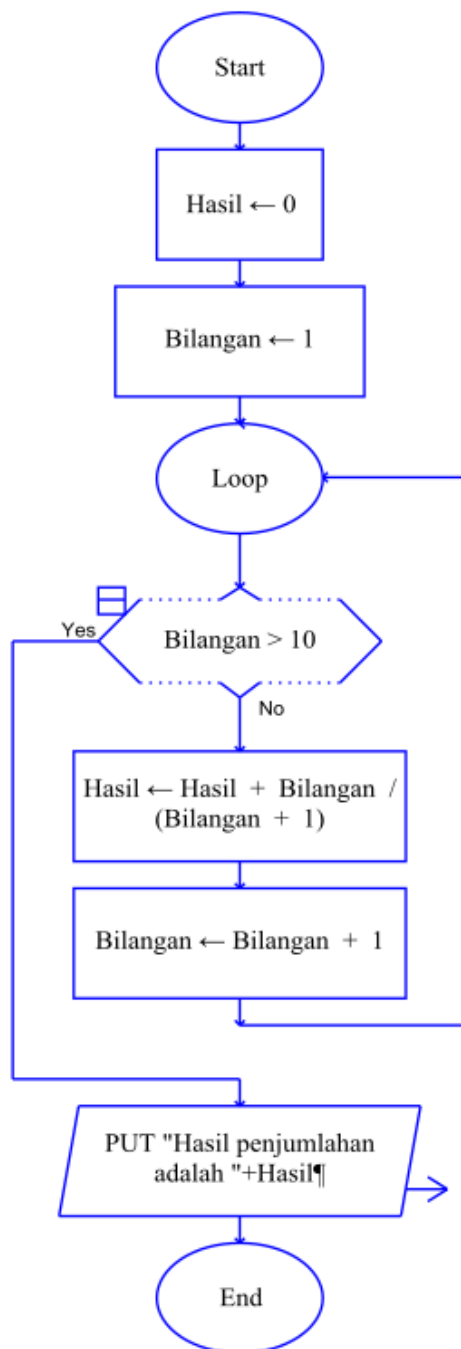 Start
Hasil ← 0
Bilangan ← 1
Loop
Yes
Bilangan > 10
No
Hasil ← Hasil + Bilangan /
(Bilangan + 1)
Bilangan ← Bilangan + 1
PUT "Hasil penjumlahan
adalah "+Hasil¶
End